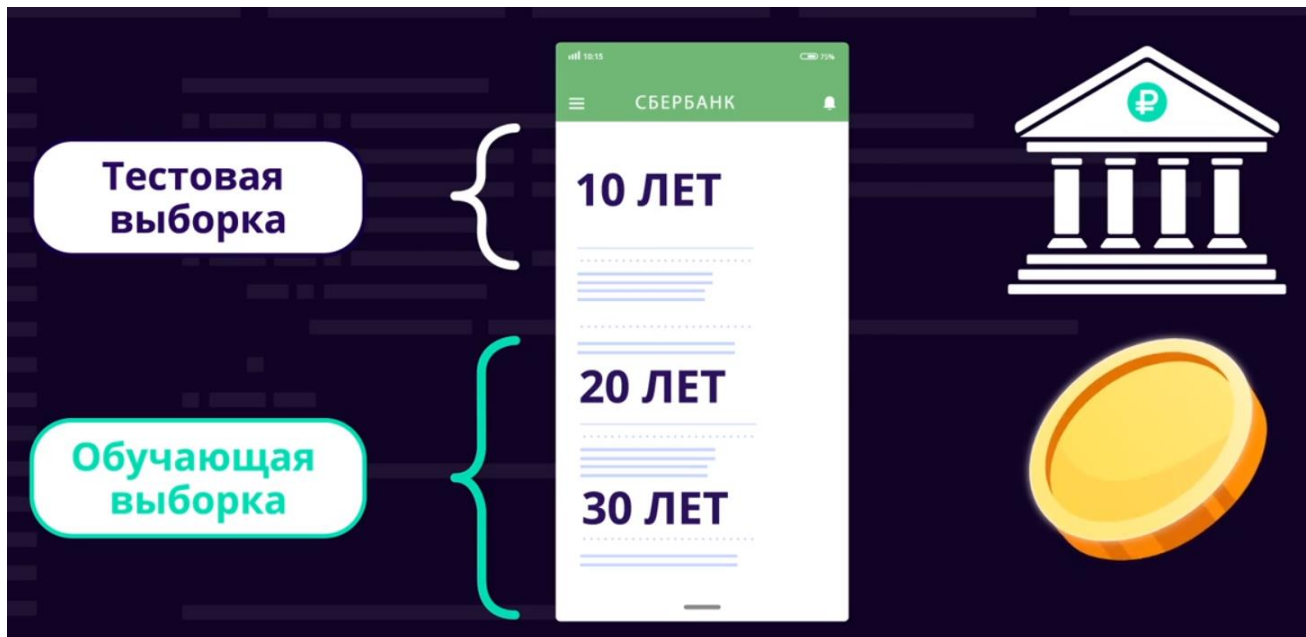 10:15
75%
СБЕРБАНК
Тестовая
выборка
10 ЛЕТ
20 ЛЕТ
Обучающая
выборка
30 ЛЕТ
₽